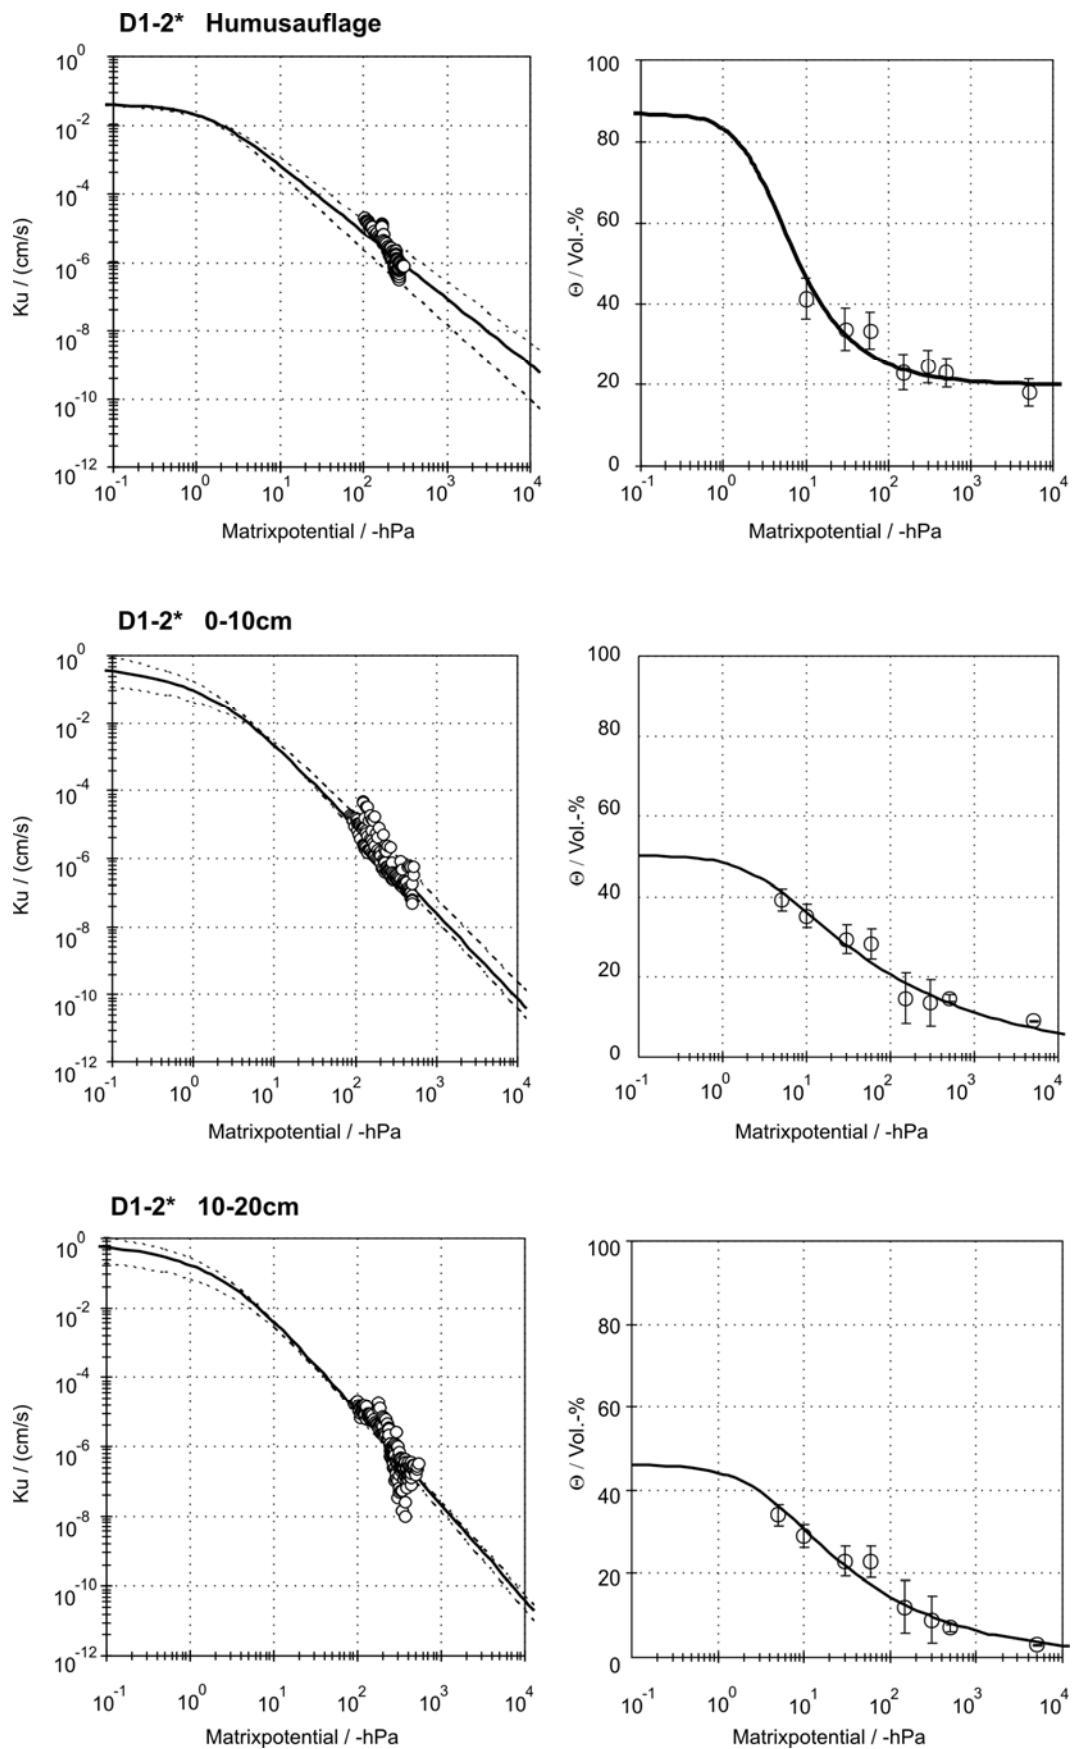 D1-2* Humusauflage
10^0
10^-2
10^-4
10^-6
10^-8
10^-10
10^-12
Ku / (cm/s)
10^-1 10^0 10^1 10^2 10^3 10^4
Matrixpotential / -hPa
100
80
60
40
20
0
Θ / Vol.-%
10^-1 10^0 10^1 10^2 10^3 10^4
Matrixpotential / -hPa
D1-2* 0-10cm
10^0
10^-2
10^-4
10^-6
10^-8
10^-10
10^-12
Ku / (cm/s)
10^-1 10^0 10^1 10^2 10^3 10^4
Matrixpotential / -hPa
100
80
60
40
20
0
Θ / Vol.-%
10^-1 10^0 10^1 10^2 10^3 10^4
Matrixpotential / -hPa
D1-2* 10-20cm
10^0
10^-2
10^-4
10^-6
10^-8
10^-10
10^-12
Ku / (cm/s)
10^-1 10^0 10^1 10^2 10^3 10^4
Matrixpotential / -hPa
100
80
60
40
20
0
Θ / Vol.-%
10^-1 10^0 10^1 10^2 10^3 10^4
Matrixpotential / -hPa